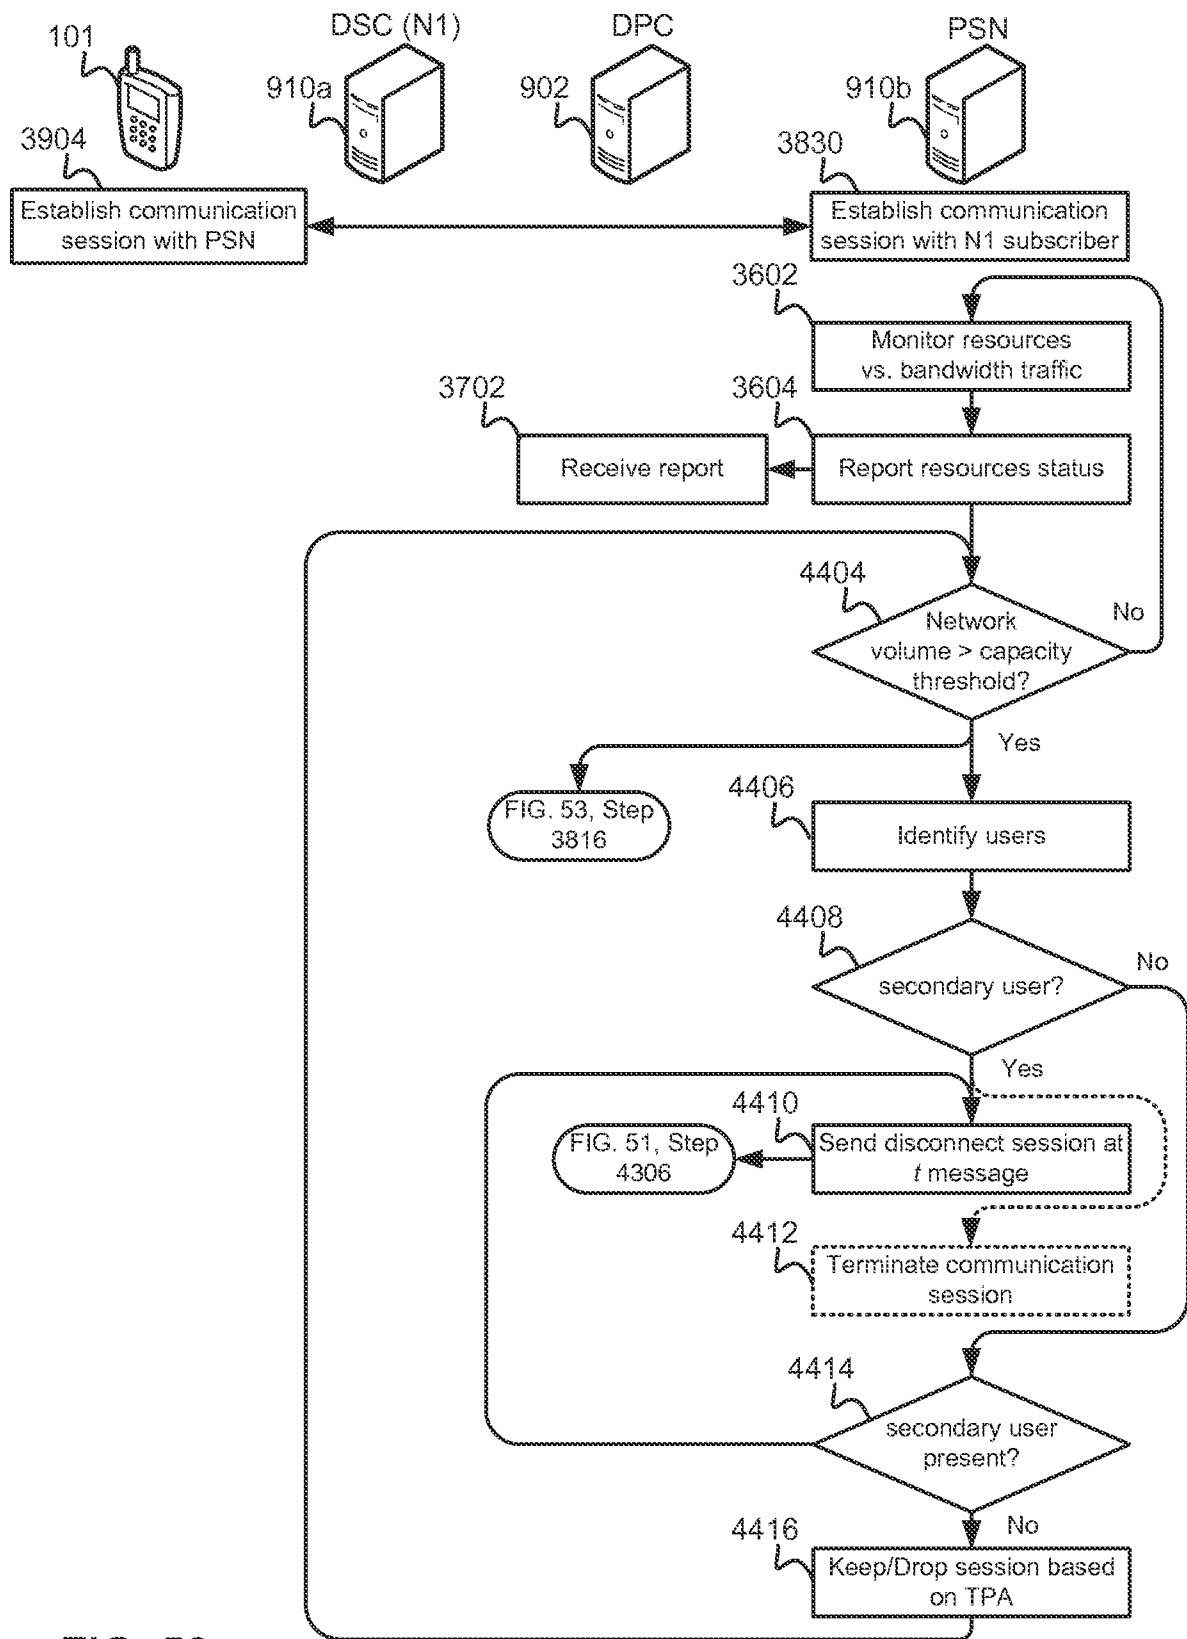 101
DSC (N1)
DPC
PSN
910a
902
910b
3904
3830
Establish communication
session with PSN
Establish communication
session with N1 subscriber
3602
Monitor resources
vs. bandwidth traffic
3702
3604
Receive report
Report resources status
4404
No
Network
volume > capacity
threshold?
Yes
FIG. 53, Step
3816
4406
Identify users
4408
No
secondary user?
Yes
4410
FIG. 51, Step
4306
Send disconnect session at
t message
4412
Terminate communication
session
4414
secondary user
present?
No
4416
Keep/Drop session based
on TPA